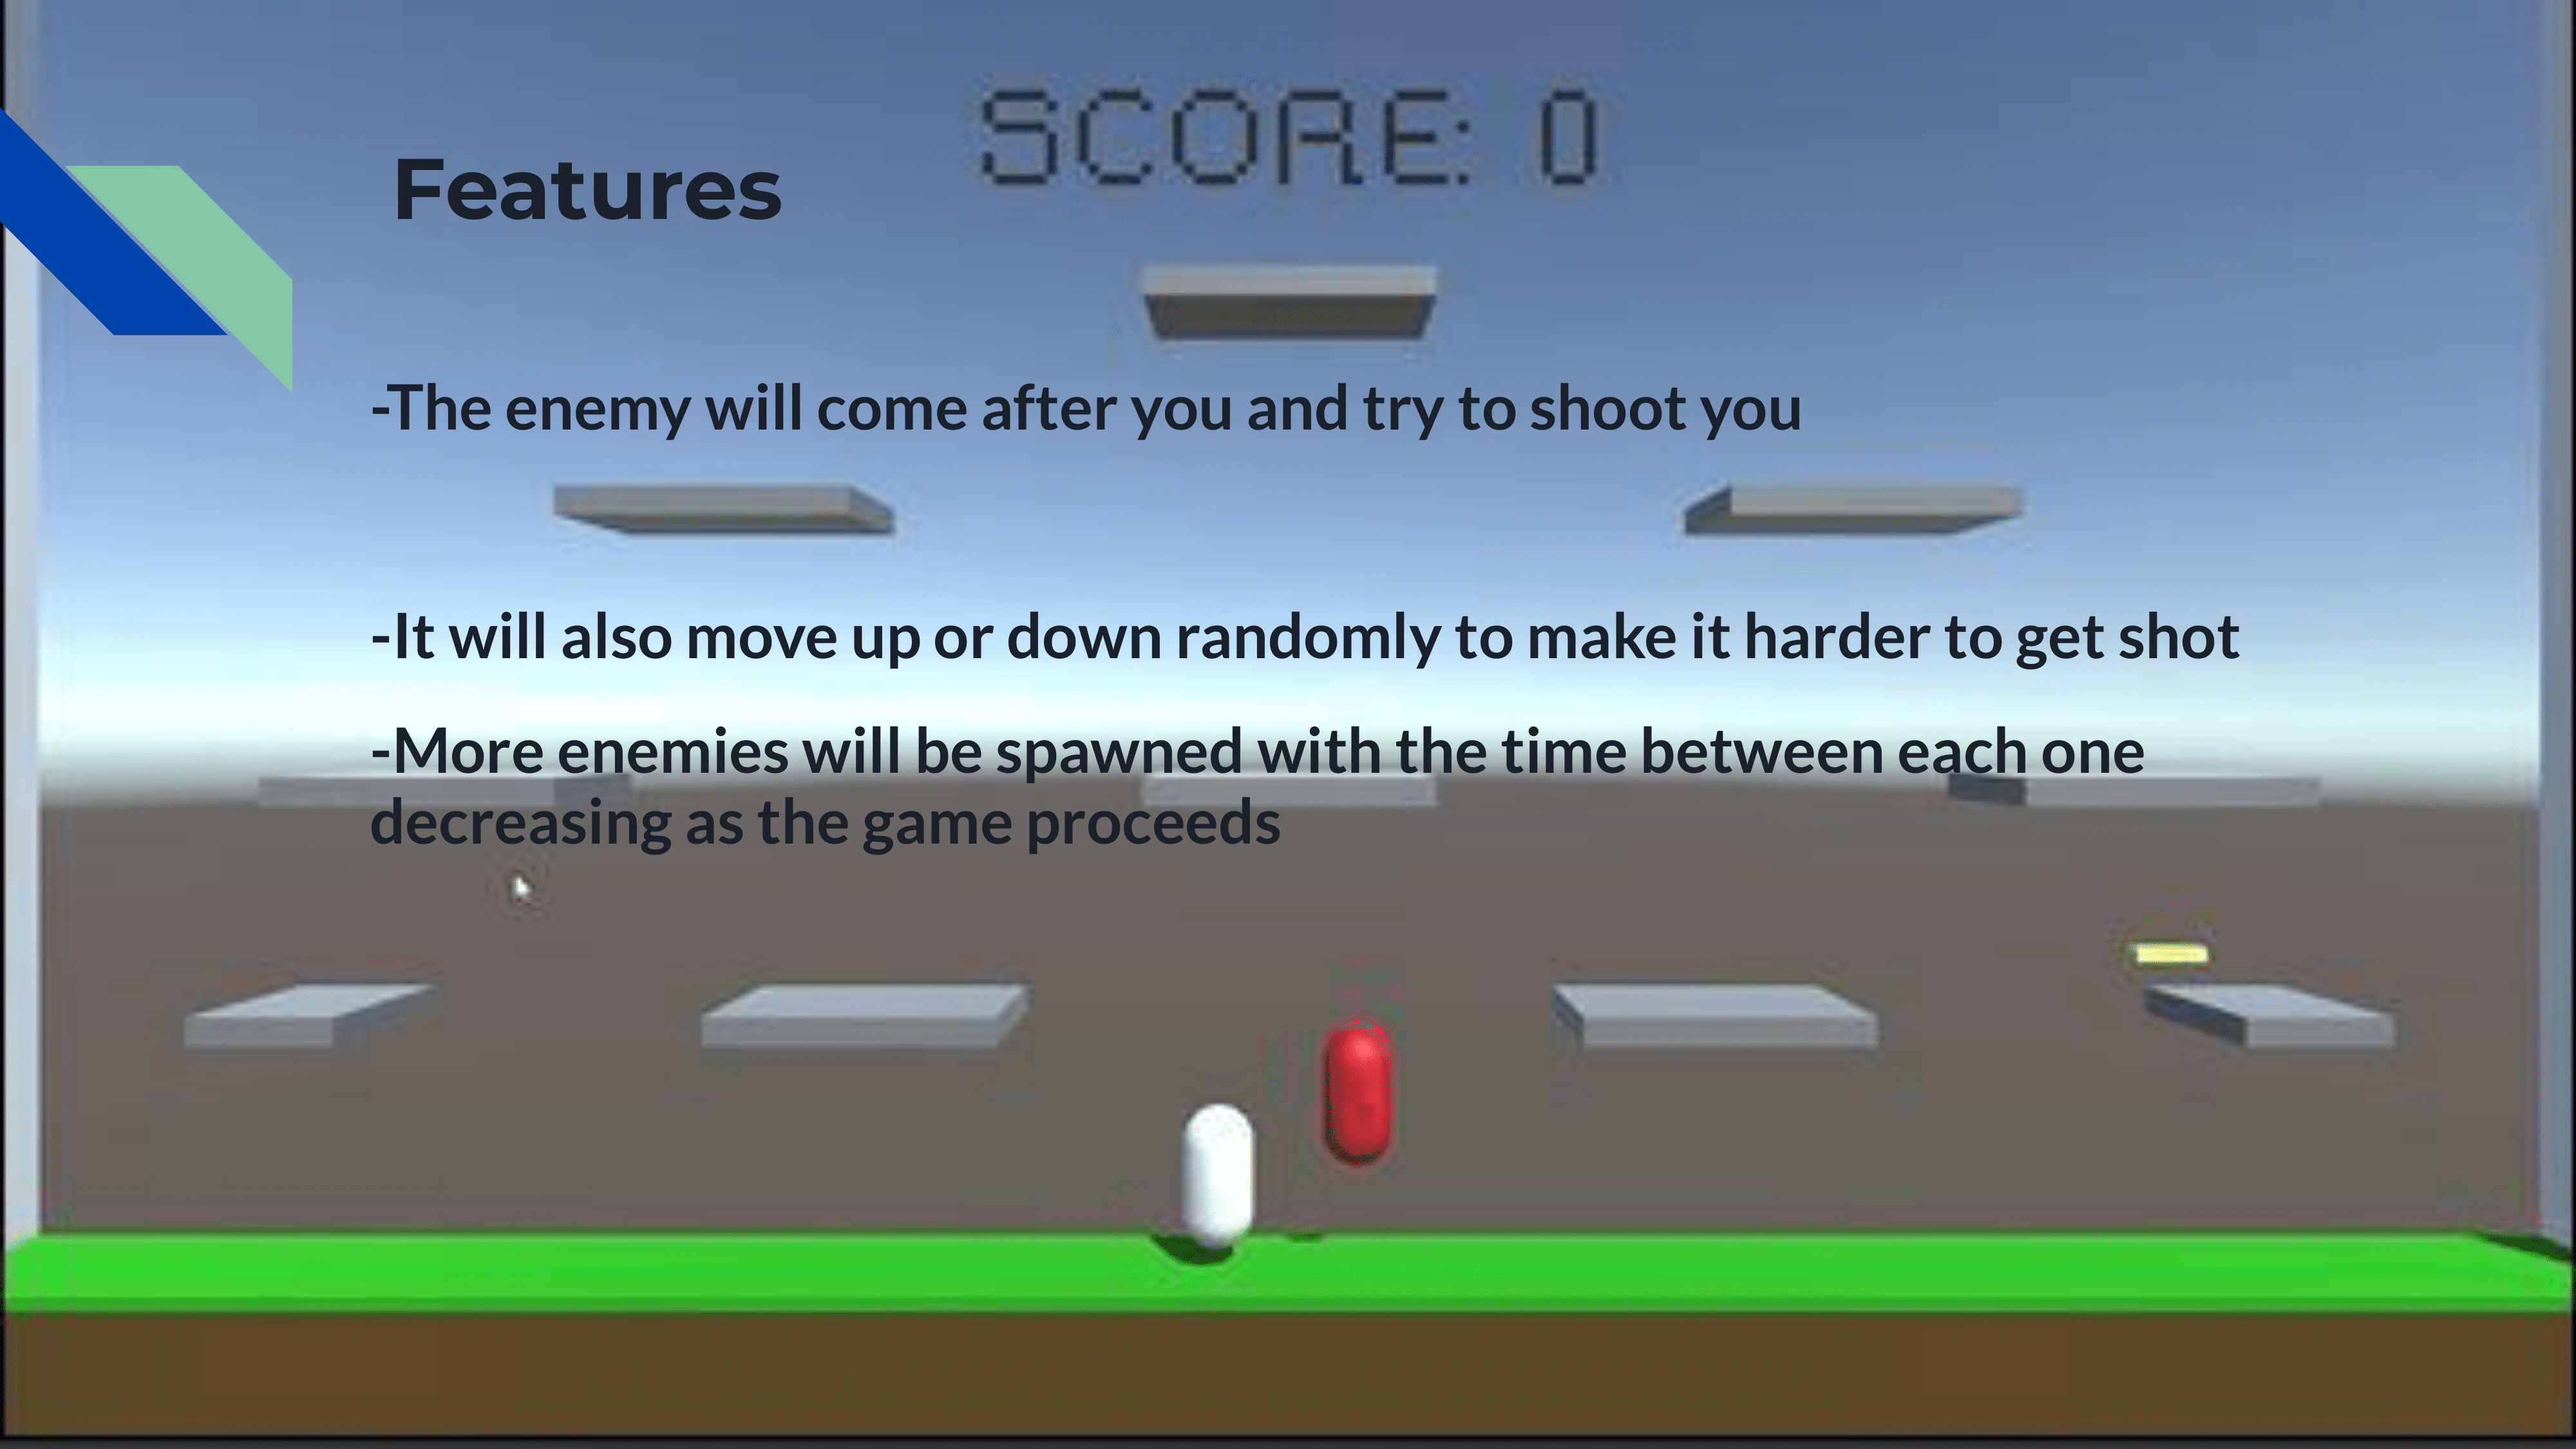 SCORE: 0
Features
-The enemy will come after you and try to shoot you
-It will also move up or down randomly to make it harder to get shot
-More enemies will be spawned with the time between each one
decreasing as the game proceeds